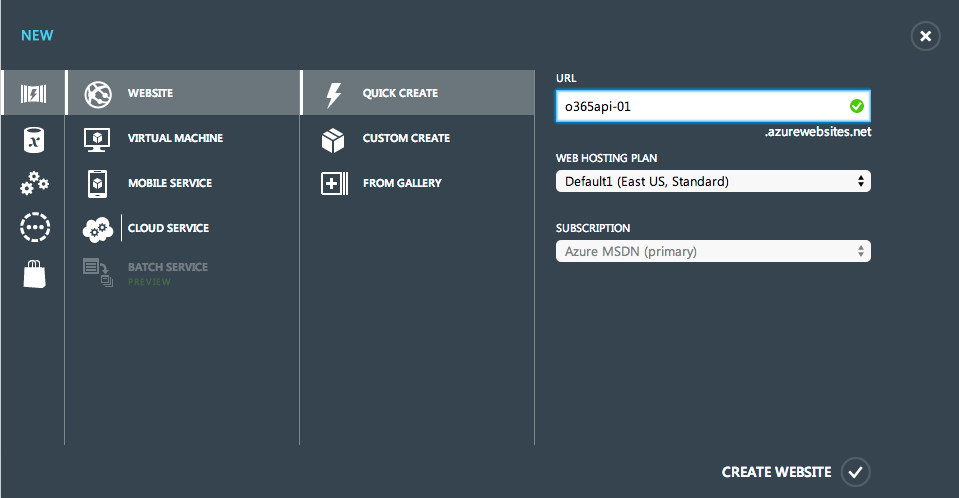 NEW
WEBSITE
VIRTUAL MACHINE
MOBILE SERVICE
CLOUD SERVICE
BATCH SERVICE
PREVIEW
QUICK CREATE
CUSTOM CREATE
FROM GALLERY
URL
o365api-01
.azurewebsites.net
WEB HOSTING PLAN
Default1 (East US, Standard)
SUBSCRIPTION
Azure MSDN (primary)
CREATE WEBSITE